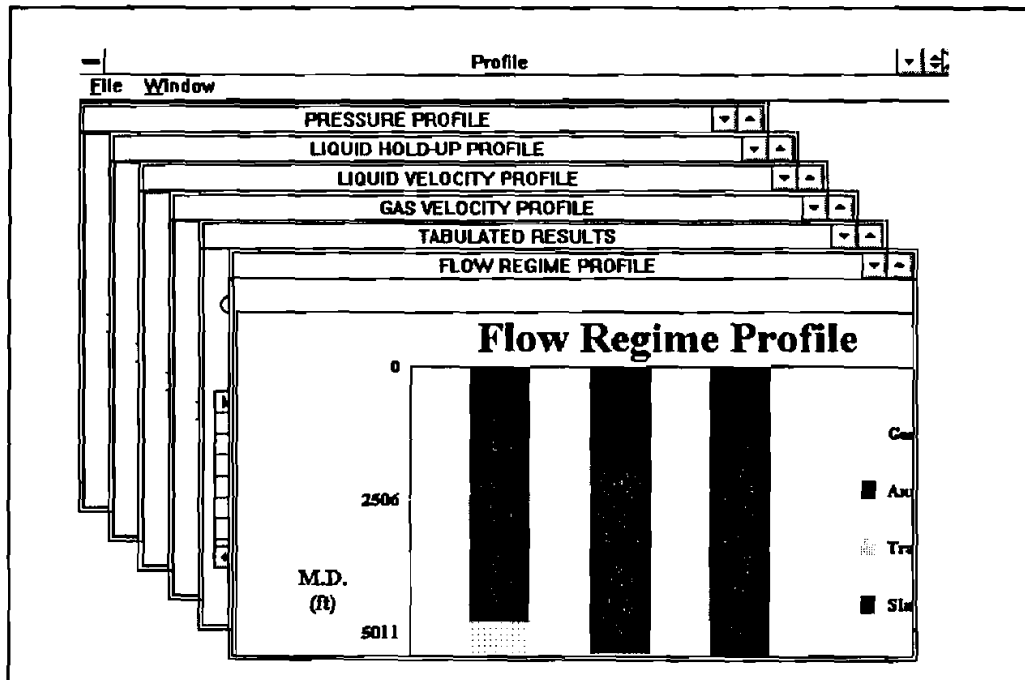 Profile
File Window
PRESSURE PROFILE
LIQUID HOLD-UP PROFILE
LIQUID VELOCITY PROFILE
GAS VELOCITY PROFILE
TABULATED RESULTS
FLOW REGIME PROFILE
Flow Regime Profile
0
2506
M.D.
(ft)
5011
Tra